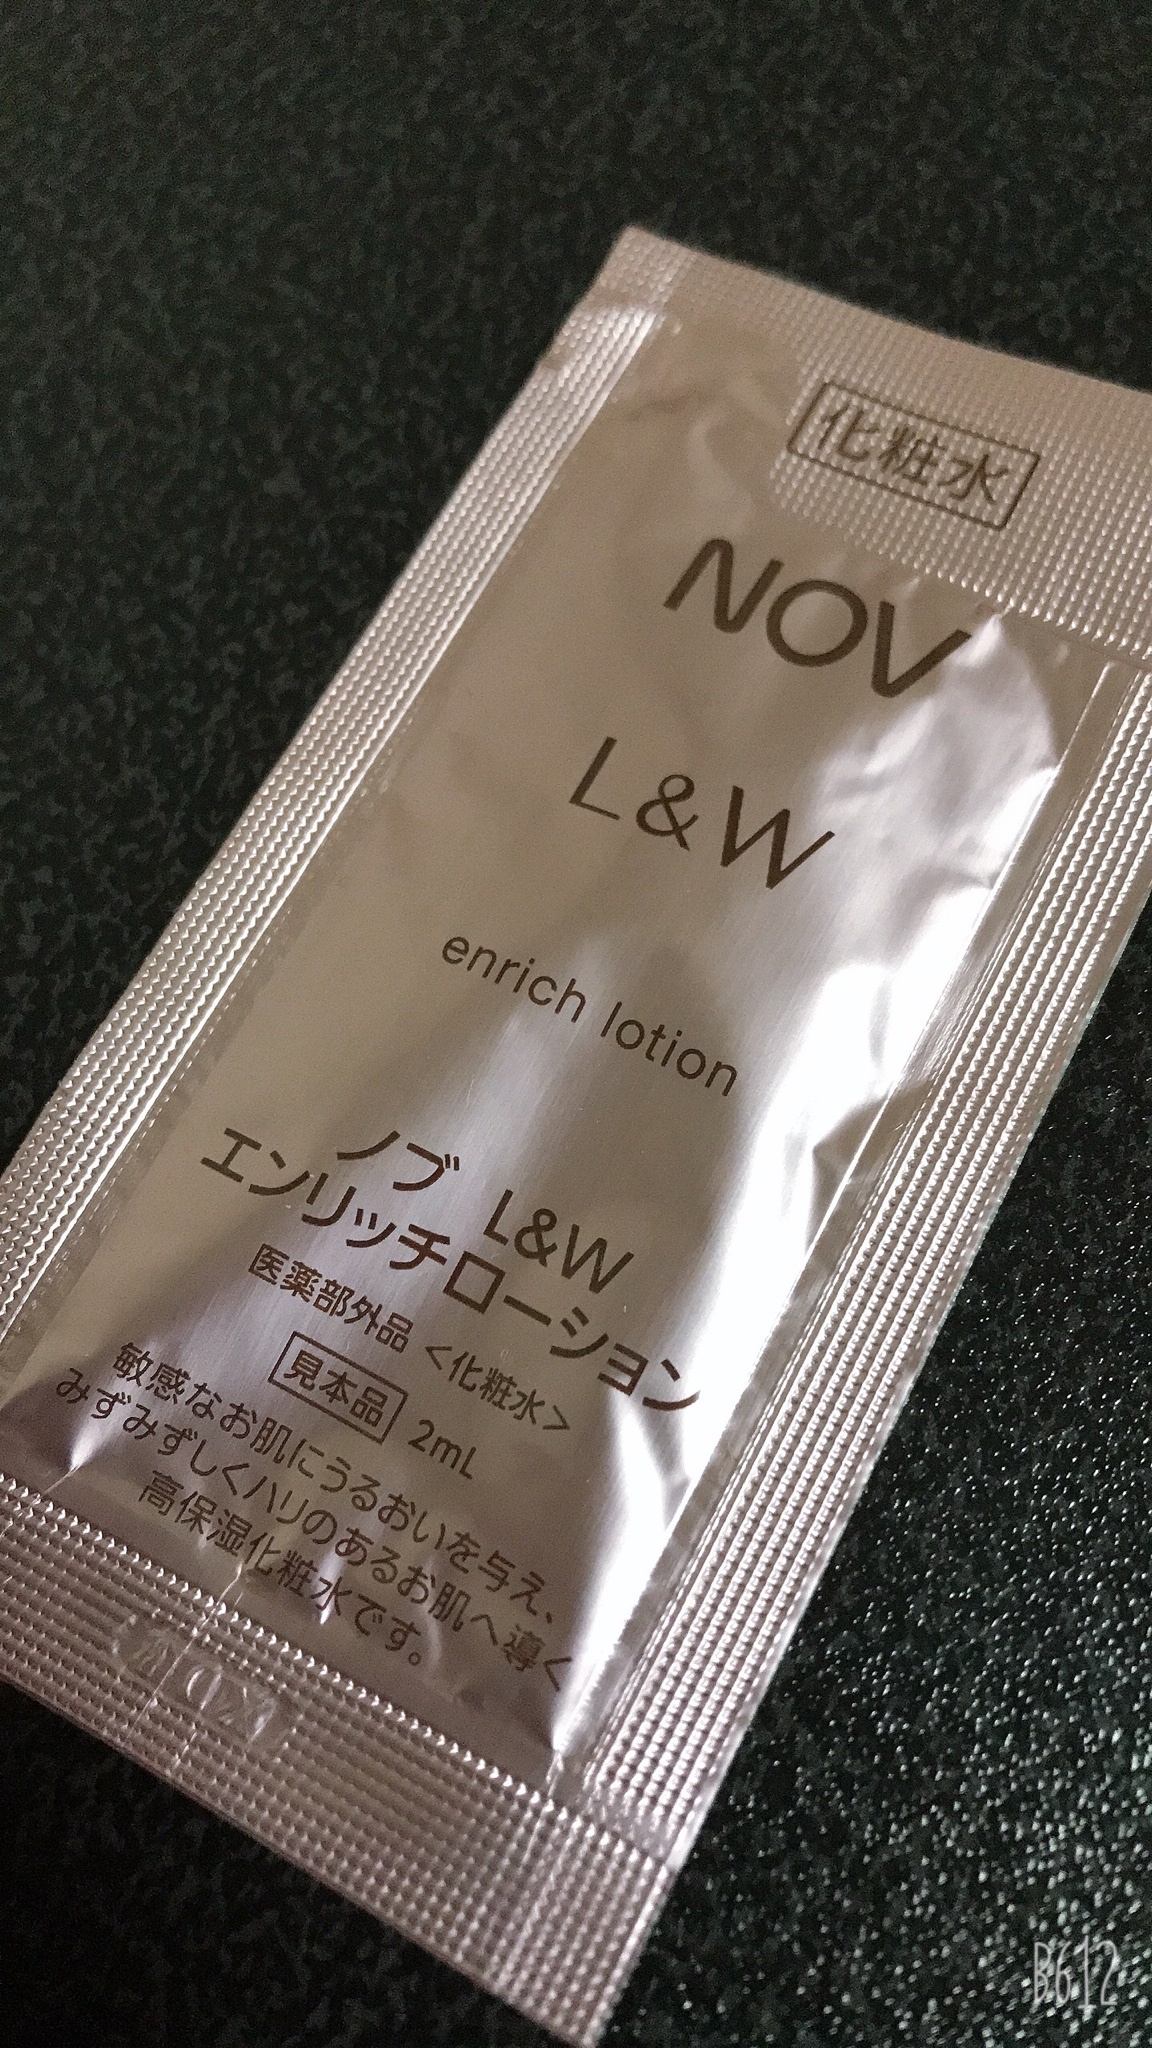 化粧水
NOV
L&W
enrich lotion
ノブ L&W
エンリッチローション
医薬部外品 <化粧水>
見本品 2mL
敏感なお肌にうるおいを与え、
みずみずしくハリのあるお肌へ導く
高保湿化粧水です。
B612